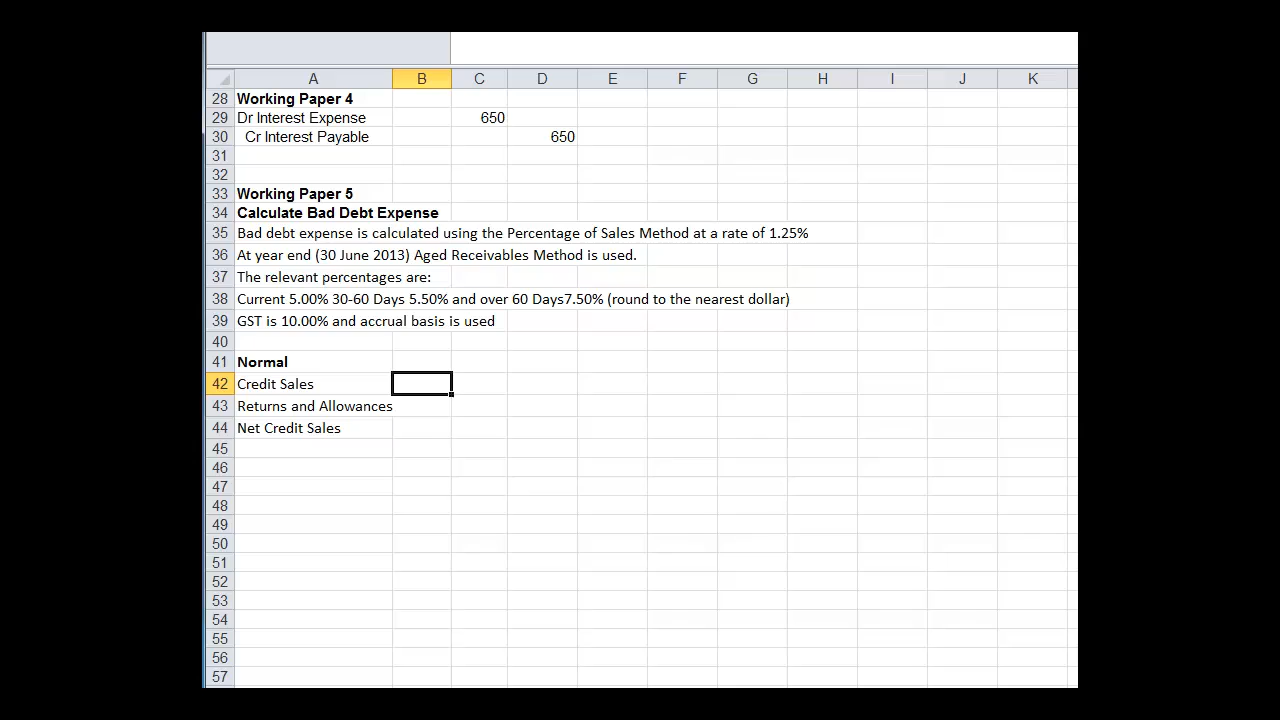 A B C D E F G H I J K
28 Working Paper 4
29 Dr Interest Expense 650
30 Cr Interest Payable 650
31
32
33 Working Paper 5
34 Calculate Bad Debt Expense
35 Bad debt expense is calculated using the Percentage of Sales Method at a rate of 1.25%
36 At year end (30 June 2013) Aged Receivables Method is used.
37 The relevant percentages are:
38 Current 5.00% 30-60 Days 5.50% and over 60 Days7.50% (round to the nearest dollar)
39 GST is 10.00% and accrual basis is used
40
41 Normal
42 Credit Sales
43 Returns and Allowances
44 Net Credit Sales
45
46
47
48
49
50
51
52
53
54
55
56
57